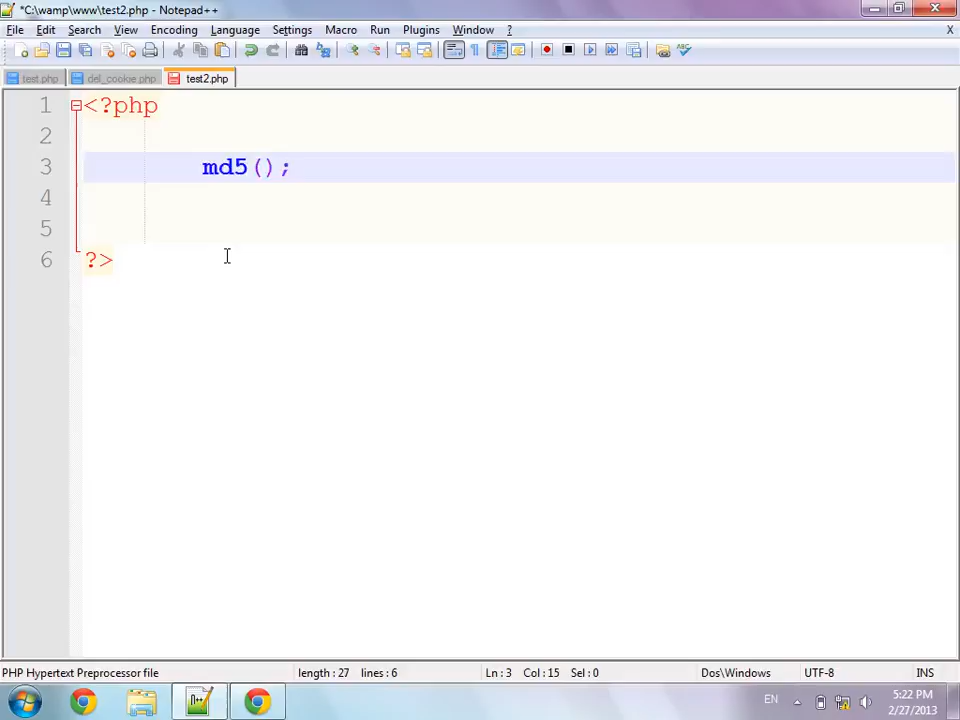 *C:\wamp\www\test2.php - Notepad++
File Edit Search View Encoding Language Settings Macro Run Plugins Window ? X
test.php del_cookie.php test2.php
1 <?php
2
3 md5();
4
5
6 ?>
PHP Hypertext Preprocessor file length : 27 lines : 6 Ln : 3 Col : 15 Sel : 0 Dos\Windows UTF-8 INS
EN 5:22 PM
2/27/2013